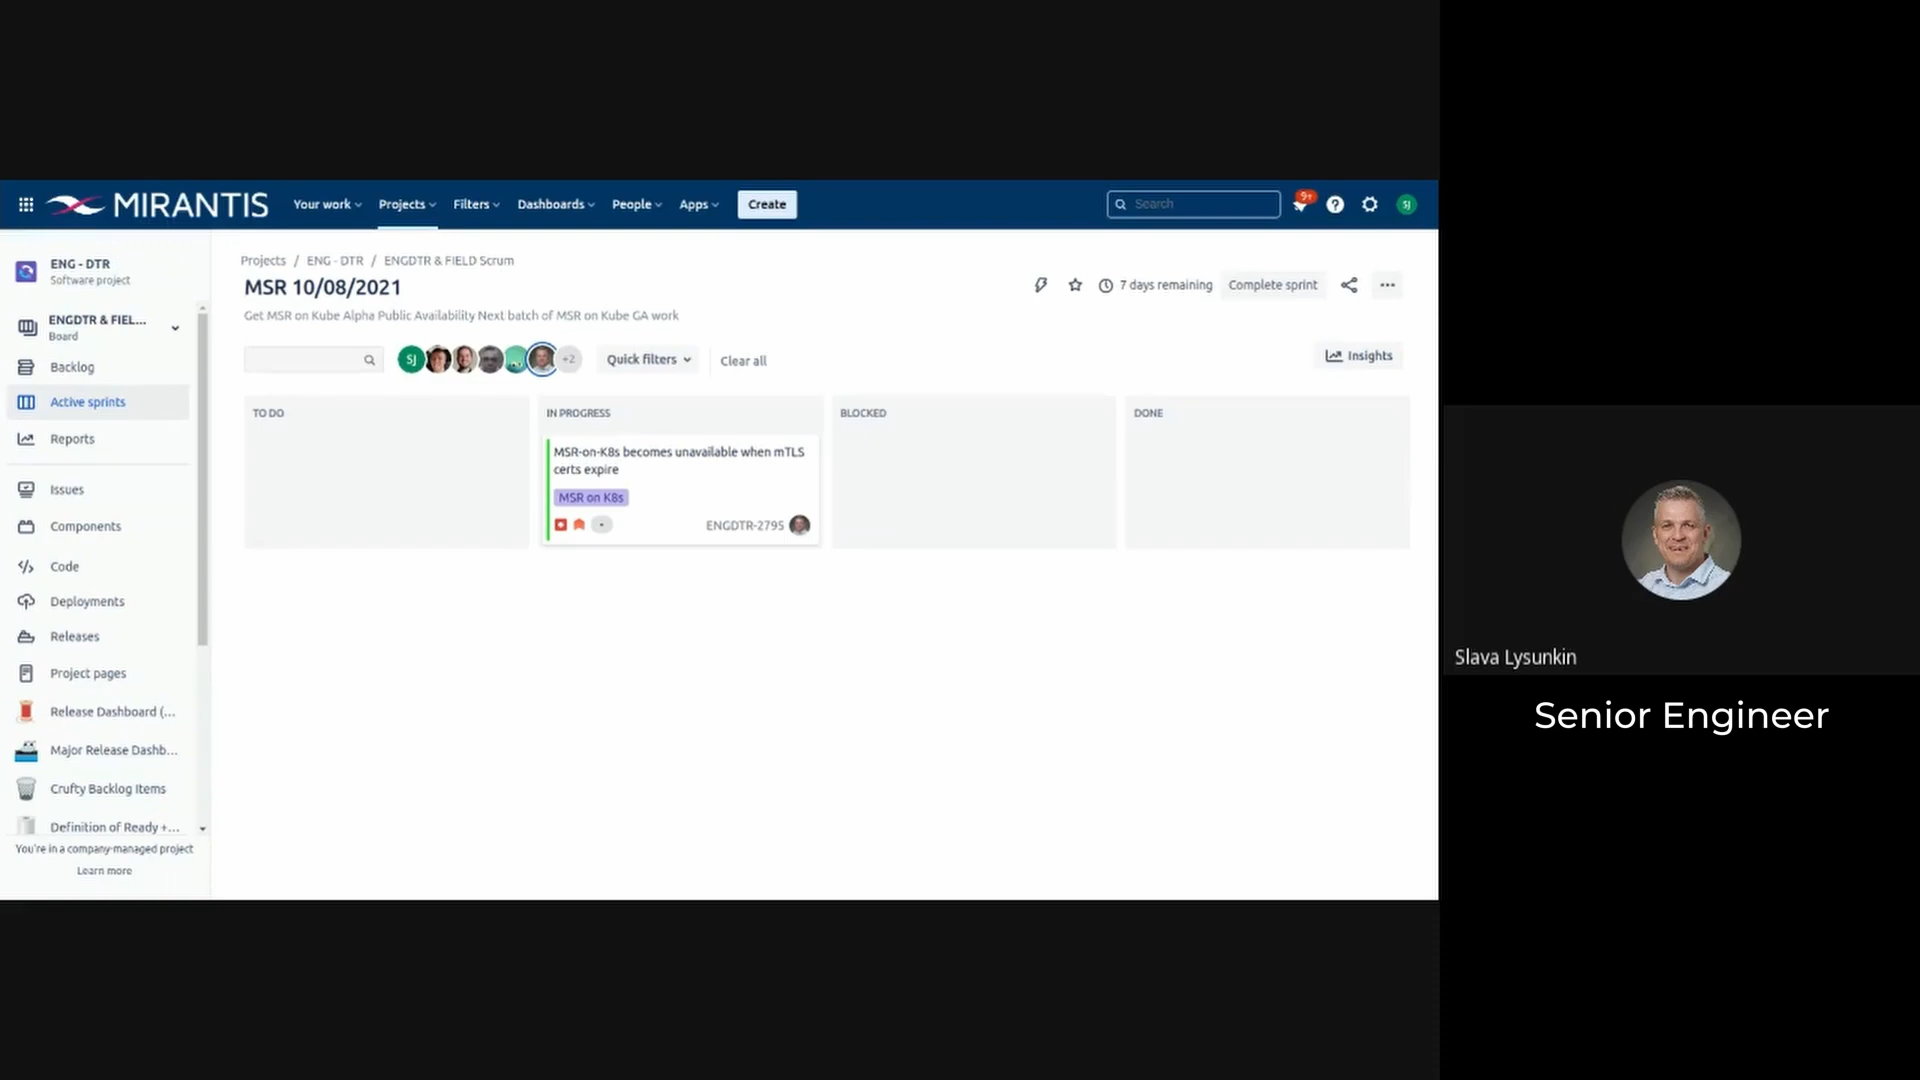 MIRANTIS
Your work
Projects
Filters
Dashboards
People
Apps
Create
Search
9+
SJ
ENG - DTR
Software project
ENGDTR & FIEL...
Board
Backlog
Active sprints
Reports
Issues
Components
Code
Deployments
Releases
Project pages
Release Dashboard (...
Major Release Dashb...
Crufty Backlog Items
Definition of Ready +...
You're in a company-managed project
Learn more
Projects / ENG - DTR / ENGDTR & FIELD Scrum
MSR 10/08/2021
7 days remaining
Complete sprint
Get MSR on Kube Alpha Public Availability Next batch of MSR on Kube GA work
SJ
+2
Quick filters
Clear all
Insights
TO DO
IN PROGRESS
BLOCKED
DONE
MSR-on-K8s becomes unavailable when mTLS
certs expire
MSR on K8s
-
ENGDTR-2795
Slava Lysunkin
Senior Engineer